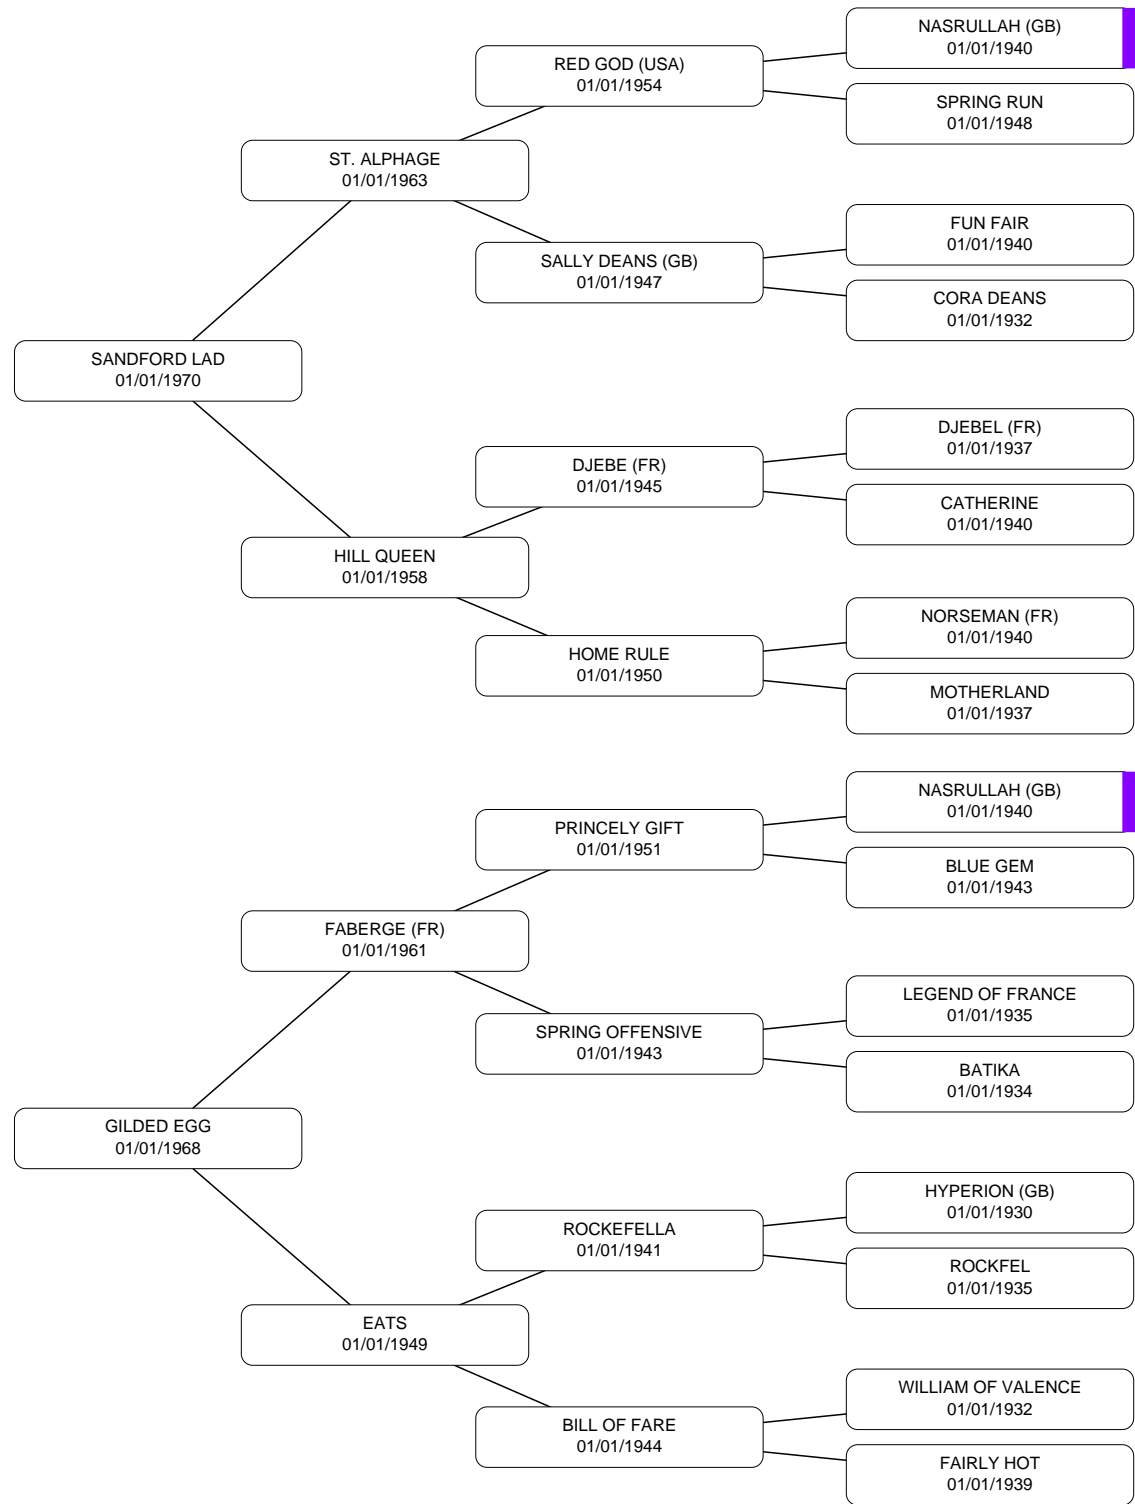 NASRULLAH (GB)
01/01/1940
RED GOD (USA)
01/01/1954
SPRING RUN
01/01/1948
ST. ALPHAGE
01/01/1963
FUN FAIR
01/01/1940
SALLY DEANS (GB)
01/01/1947
CORA DEANS
01/01/1932
SANDFORD LAD
01/01/1970
DJEBEL (FR)
01/01/1937
DJEBE (FR)
01/01/1945
CATHERINE
01/01/1940
HILL QUEEN
01/01/1958
NORSEMAN (FR)
01/01/1940
HOME RULE
01/01/1950
MOTHERLAND
01/01/1937
NASRULLAH (GB)
01/01/1940
PRINCELY GIFT
01/01/1951
BLUE GEM
01/01/1943
FABERGE (FR)
01/01/1961
LEGEND OF FRANCE
01/01/1935
SPRING OFFENSIVE
01/01/1943
BATIKA
01/01/1934
GILDED EGG
01/01/1968
HYPERION (GB)
01/01/1930
ROCKEFELLA
01/01/1941
ROCKFEL
01/01/1935
EATS
01/01/1949
WILLIAM OF VALENCE
01/01/1932
BILL OF FARE
01/01/1944
FAIRLY HOT
01/01/1939